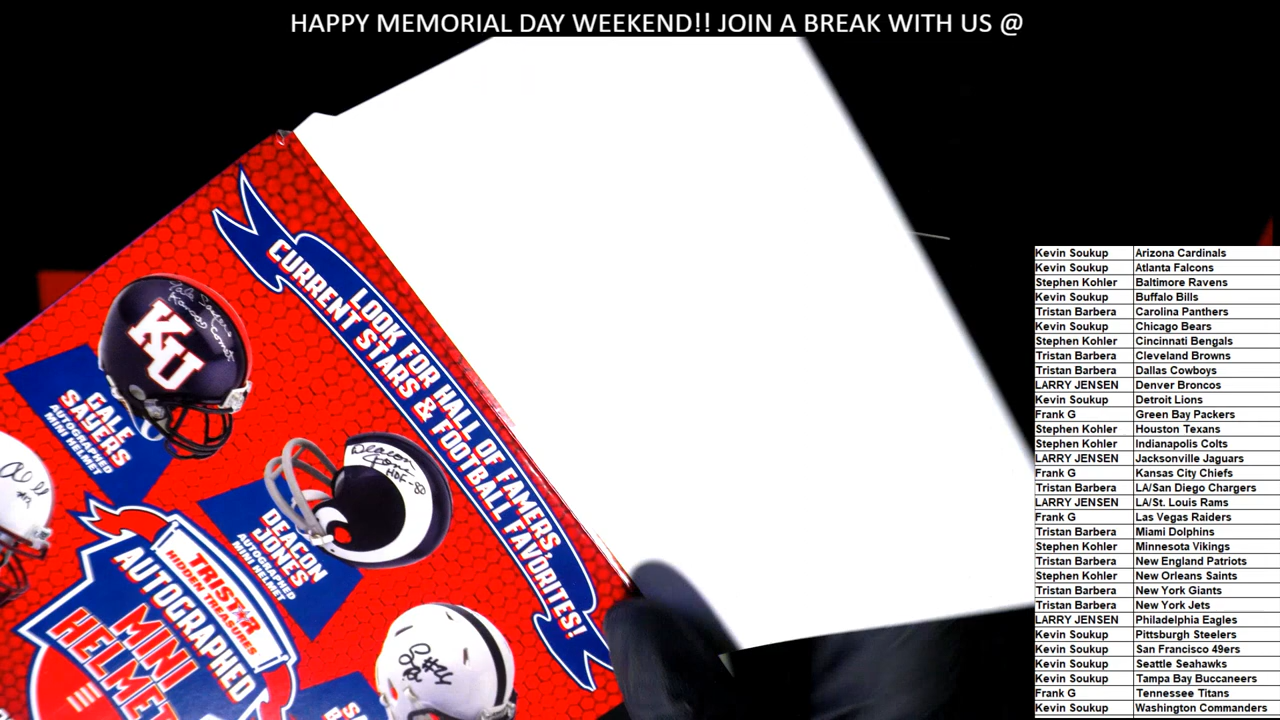 HAPPY MEMORIAL DAY WEEKEND!! JOIN A BREAK WITH US @
LOOK FOR HALL OF FAMERS,
CURRENT STARS & FOOTBALL FAVORITES!
KU
GALE
SAYERS
AUTOGRAPHED
MINI HELMET
DEACON
JONES
AUTOGRAPHED
MINI HELMET
TRISTAR
HIDDEN TREASURES
AUTOGRAPHED
MINI
HELMET
Kevin Soukup Arizona Cardinals
Kevin Soukup Atlanta Falcons
Stephen Kohler Baltimore Ravens
Kevin Soukup Buffalo Bills
Tristan Barbera Carolina Panthers
Kevin Soukup Chicago Bears
Stephen Kohler Cincinnati Bengals
Tristan Barbera Cleveland Browns
Tristan Barbera Dallas Cowboys
LARRY JENSEN Denver Broncos
Kevin Soukup Detroit Lions
Frank G Green Bay Packers
Stephen Kohler Houston Texans
Stephen Kohler Indianapolis Colts
LARRY JENSEN Jacksonville Jaguars
Frank G Kansas City Chiefs
Tristan Barbera LA/San Diego Chargers
LARRY JENSEN LA/St. Louis Rams
Frank G Las Vegas Raiders
Tristan Barbera Miami Dolphins
Stephen Kohler Minnesota Vikings
Tristan Barbera New England Patriots
Stephen Kohler New Orleans Saints
Tristan Barbera New York Giants
Tristan Barbera New York Jets
LARRY JENSEN Philadelphia Eagles
Kevin Soukup Pittsburgh Steelers
Kevin Soukup San Francisco 49ers
Kevin Soukup Seattle Seahawks
Kevin Soukup Tampa Bay Buccaneers
Frank G Tennessee Titans
Kevin Soukup Washington Commanders